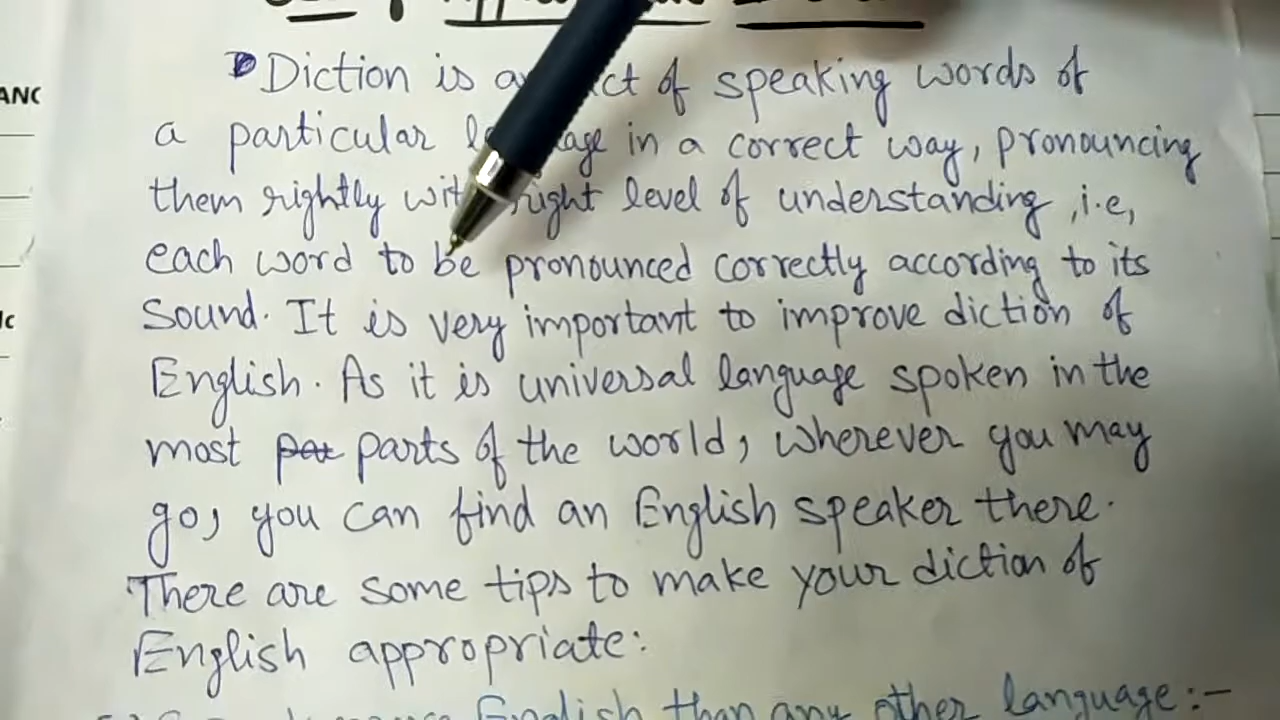 ANC
Diction is a act of speaking words of
a particular in a correct way, pronouncing
them rightly right level of understanding, i.e,
each word to be pronounced correctly according to its
Sound. It is very important to improve diction of
English. As it is universal language spoken in the
most parts of the world, wherever you may
go, you can find an English speaker there.
There are some tips to make your diction of
English appropriate:
English than any other language:-